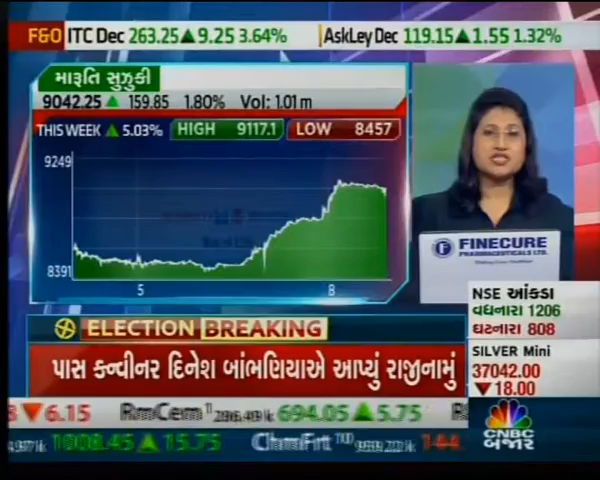 F&O ITC Dec 263.25▲9.25 3.64% AskLey Dec 119.15▲1.55 1.32%
મારૂતિ સુઝુકી
9042.25 ▲ 159.85 1.80% Vol: 1.01 m
THIS WEEK ▲ 5.03% HIGH 9117.1 LOW 8457
9249
8391
5 8
F FINECURE
PHARMACEUTICALS LTD.
NSE આંકડા
વધનારા 1206
ઘટનારા 808
SILVER Mini
37042.00
▼18.00
ELECTION BREAKING
પાસ કન્વીનર દિનેશ બાંભણિયાએ આપ્યું રાજીનામું
▼6.15 RmCem 694.05▲5.75
1008.45▲15.75 ChmFrt 144
CNBC
બજાર